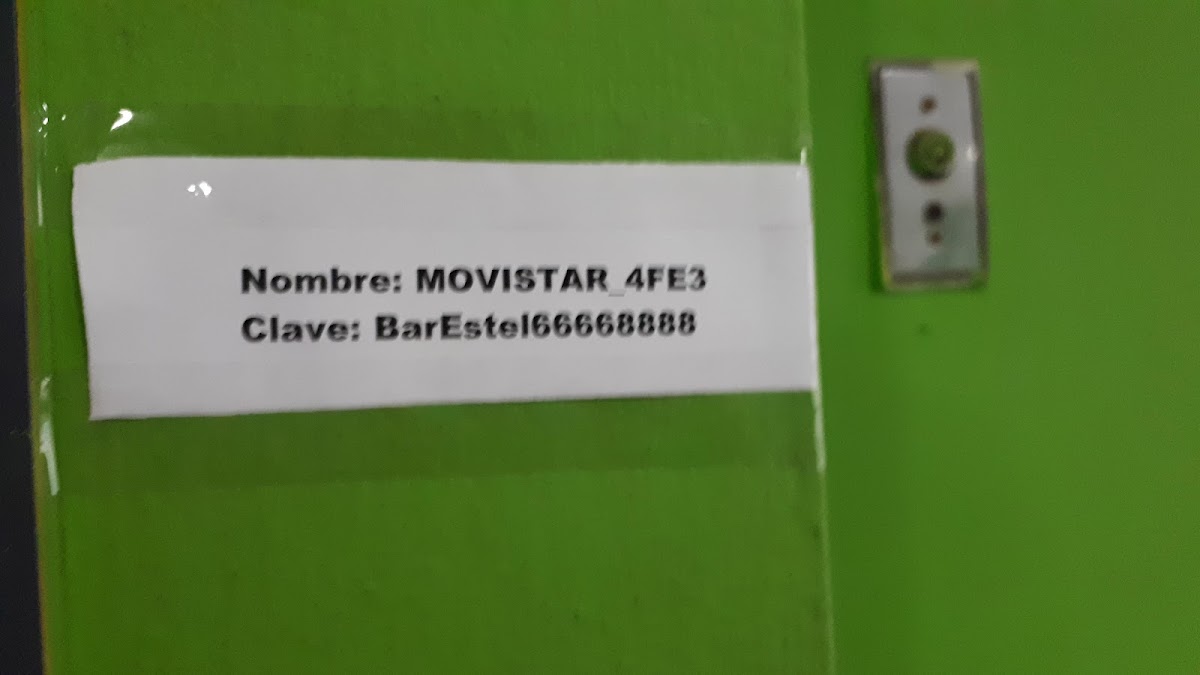 Nombre: MOVISTAR_4FE3
Clave: BarEstel66668888